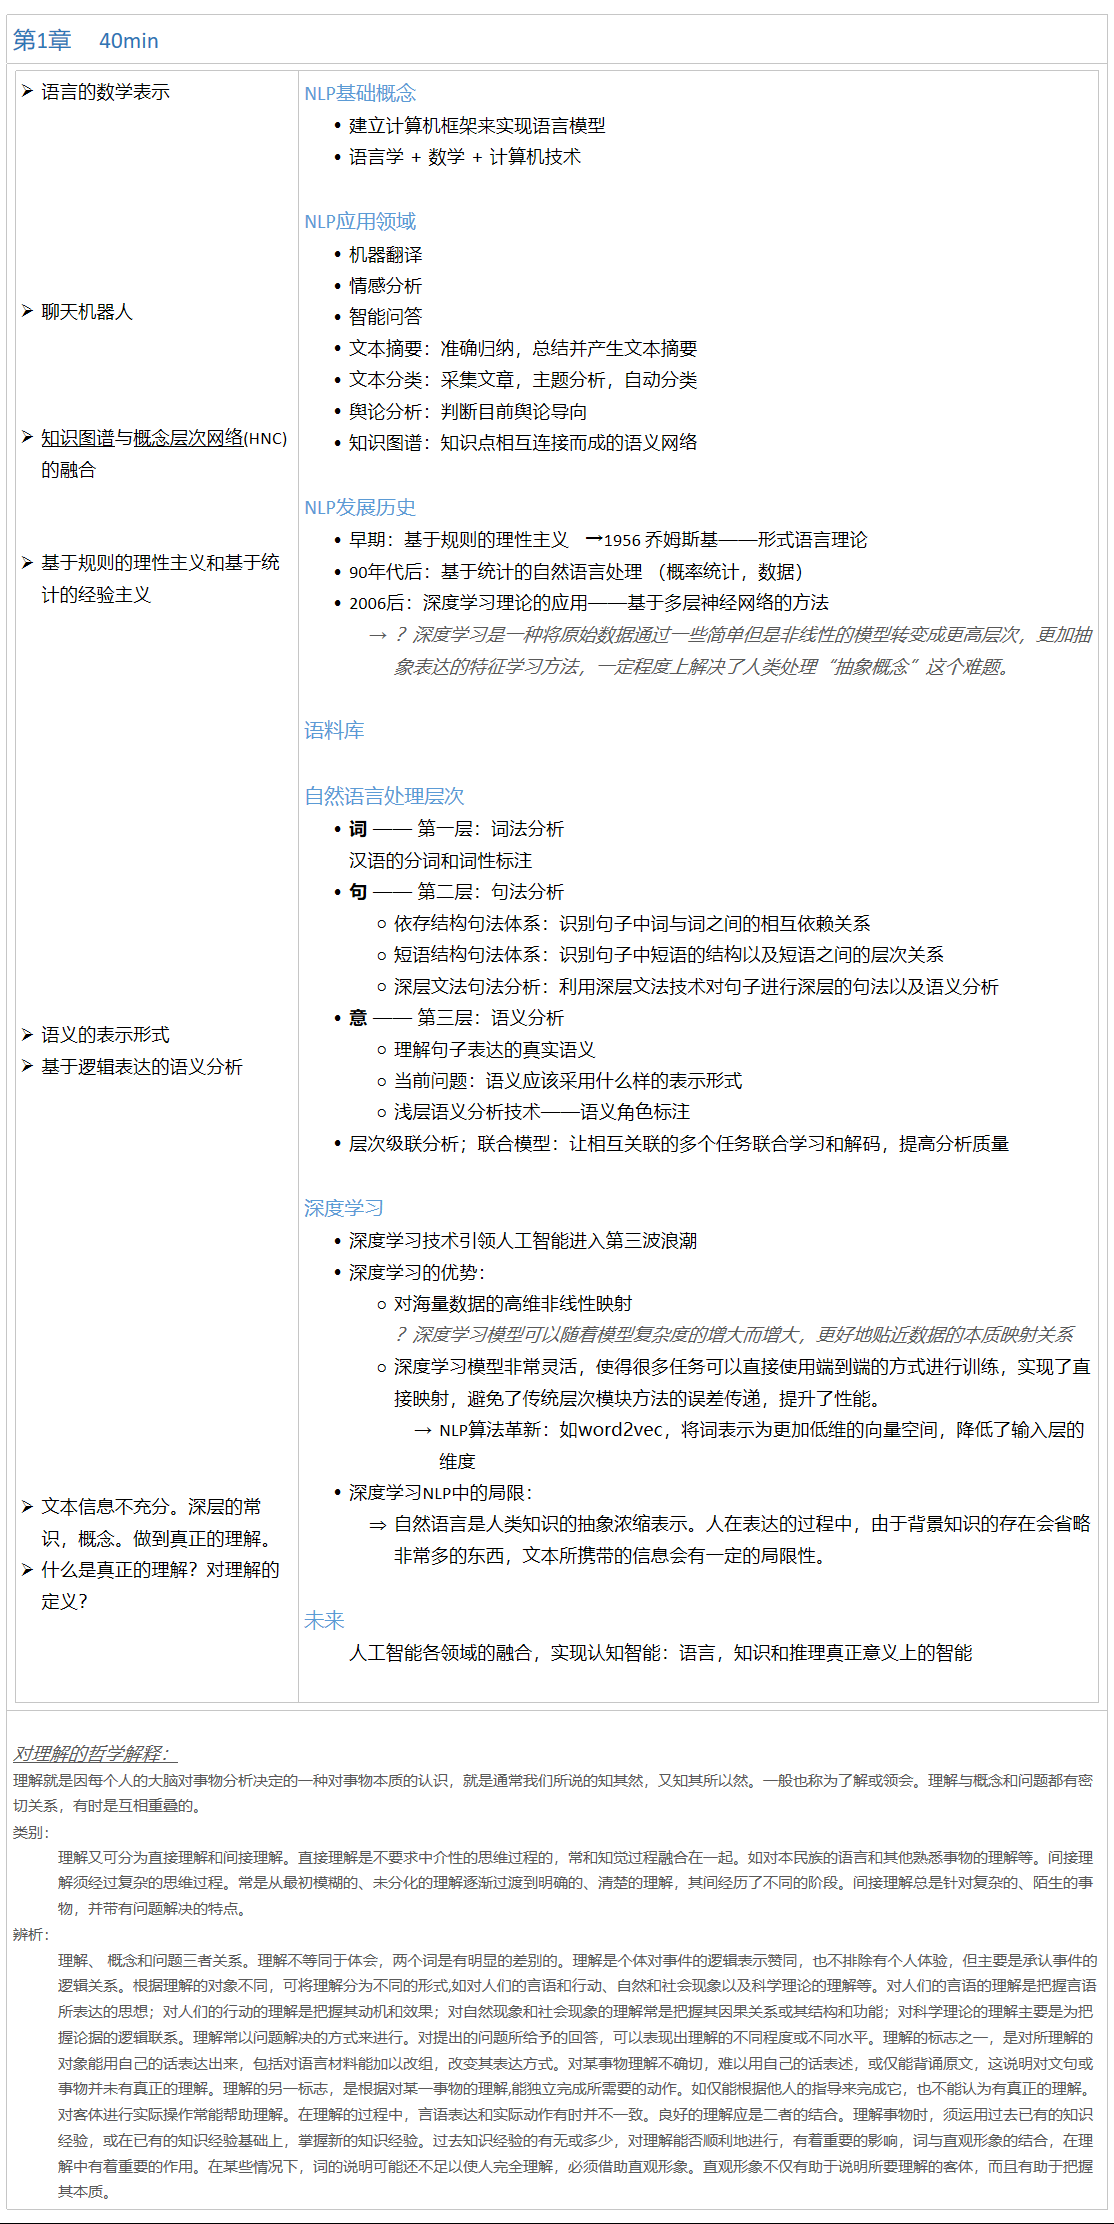 第1章 40min
➢ 语言的数学表示
➢ 聊天机器人
➢ 知识图谱与概念层次网络(HNC)
的融合
➢ 基于规则的理性主义和基于统
计的经验主义
➢ 语义的表示形式
➢ 基于逻辑表达的语义分析
➢ 文本信息不充分。深层的常
识，概念。做到真正的理解。
➢ 什么是真正的理解？对理解的
定义？
NLP基础概念
• 建立计算机框架来实现语言模型
• 语言学 + 数学 + 计算机技术
NLP应用领域
• 机器翻译
• 情感分析
• 智能问答
• 文本摘要：准确归纳，总结并产生文本摘要
• 文本分类：采集文章，主题分析，自动分类
• 舆论分析：判断目前舆论导向
• 知识图谱：知识点相互连接而成的语义网络
NLP发展历史
• 早期：基于规则的理性主义 →1956 乔姆斯基——形式语言理论
• 90年代后：基于统计的自然语言处理 （概率统计，数据）
• 2006后：深度学习理论的应用——基于多层神经网络的方法
→ ？深度学习是一种将原始数据通过一些简单但是非线性的模型转变成更高层次，更加抽
象表达的特征学习方法，一定程度上解决了人类处理“抽象概念”这个难题。
语料库
自然语言处理层次
• 词 —— 第一层：词法分析
汉语的分词和词性标注
• 句 —— 第二层：句法分析
○ 依存结构句法体系：识别句子中词与词之间的相互依赖关系
○ 短语结构句法体系：识别句子中短语的结构以及短语之间的层次关系
○ 深层文法句法分析：利用深层文法技术对句子进行深层的句法以及语义分析
• 意 —— 第三层：语义分析
○ 理解句子表达的真实语义
○ 当前问题：语义应该采用什么样的表示形式
○ 浅层语义分析技术——语义角色标注
• 层次级联分析；联合模型：让相互关联的多个任务联合学习和解码，提高分析质量
深度学习
• 深度学习技术引领人工智能进入第三波浪潮
• 深度学习的优势：
○ 对海量数据的高维非线性映射
？深度学习模型可以随着模型复杂度的增大而增大，更好地贴近数据的本质映射关系
○ 深度学习模型非常灵活，使得很多任务可以直接使用端到端的方式进行训练，实现了直
接映射，避免了传统层次模块方法的误差传递，提升了性能。
→ NLP算法革新：如word2vec，将词表示为更加低维的向量空间，降低了输入层的
维度
• 深度学习NLP中的局限：
⇒ 自然语言是人类知识的抽象浓缩表示。人在表达的过程中，由于背景知识的存在会省略
非常多的东西，文本所携带的信息会有一定的局限性。
未来
人工智能各领域的融合，实现认知智能：语言，知识和推理真正意义上的智能
对理解的哲学解释：
理解就是因每个人的大脑对事物分析决定的一种对事物本质的认识，就是通常我们所说的知其然，又知其所以然。一般也称为了解或领会。理解与概念和问题都有密
切关系，有时是互相重叠的。
类别：
理解又可分为直接理解和间接理解。直接理解是不要求中介性的思维过程的，常和知觉过程融合在一起。如对本民族的语言和其他熟悉事物的理解等。间接理
解须经过复杂的思维过程。常是从最初模糊的、未分化的理解逐渐过渡到明确的、清楚的理解，其间经历了不同的阶段。间接理解总是针对复杂的、陌生的事
物，并带有问题解决的特点。
辨析：
理解、 概念和问题三者关系。理解不等同于体会，两个词是有明显的差别的。理解是个体对事件的逻辑表示赞同，也不排除有个人体验，但主要是承认事件的
逻辑关系。根据理解的对象不同，可将理解分为不同的形式,如对人们的言语和行动、自然和社会现象以及科学理论的理解等。对人们的言语的理解是把握言语
所表达的思想；对人们的行动的理解是把握其动机和效果；对自然现象和社会现象的理解常是把握其因果关系或其结构和功能；对科学理论的理解主要是为把
握论据的逻辑联系。理解常以问题解决的方式来进行。对提出的问题所给予的回答，可以表现出理解的不同程度或不同水平。理解的标志之一，是对所理解的
对象能用自己的话表达出来，包括对语言材料能加以改组，改变其表达方式。对某事物理解不确切，难以用自己的话表述，或仅能背诵原文，这说明对文句或
事物并未有真正的理解。理解的另一标志，是根据对某一事物的理解,能独立完成所需要的动作。如仅能根据他人的指导来完成它，也不能认为有真正的理解。
对客体进行实际操作常能帮助理解。在理解的过程中，言语表达和实际动作有时并不一致。良好的理解应是二者的结合。理解事物时，须运用过去已有的知识
经验，或在已有的知识经验基础上，掌握新的知识经验。过去知识经验的有无或多少，对理解能否顺利地进行，有着重要的影响，词与直观形象的结合，在理
解中有着重要的作用。在某些情况下，词的说明可能还不足以使人完全理解，必须借助直观形象。直观形象不仅有助于说明所要理解的客体，而且有助于把握
其本质。